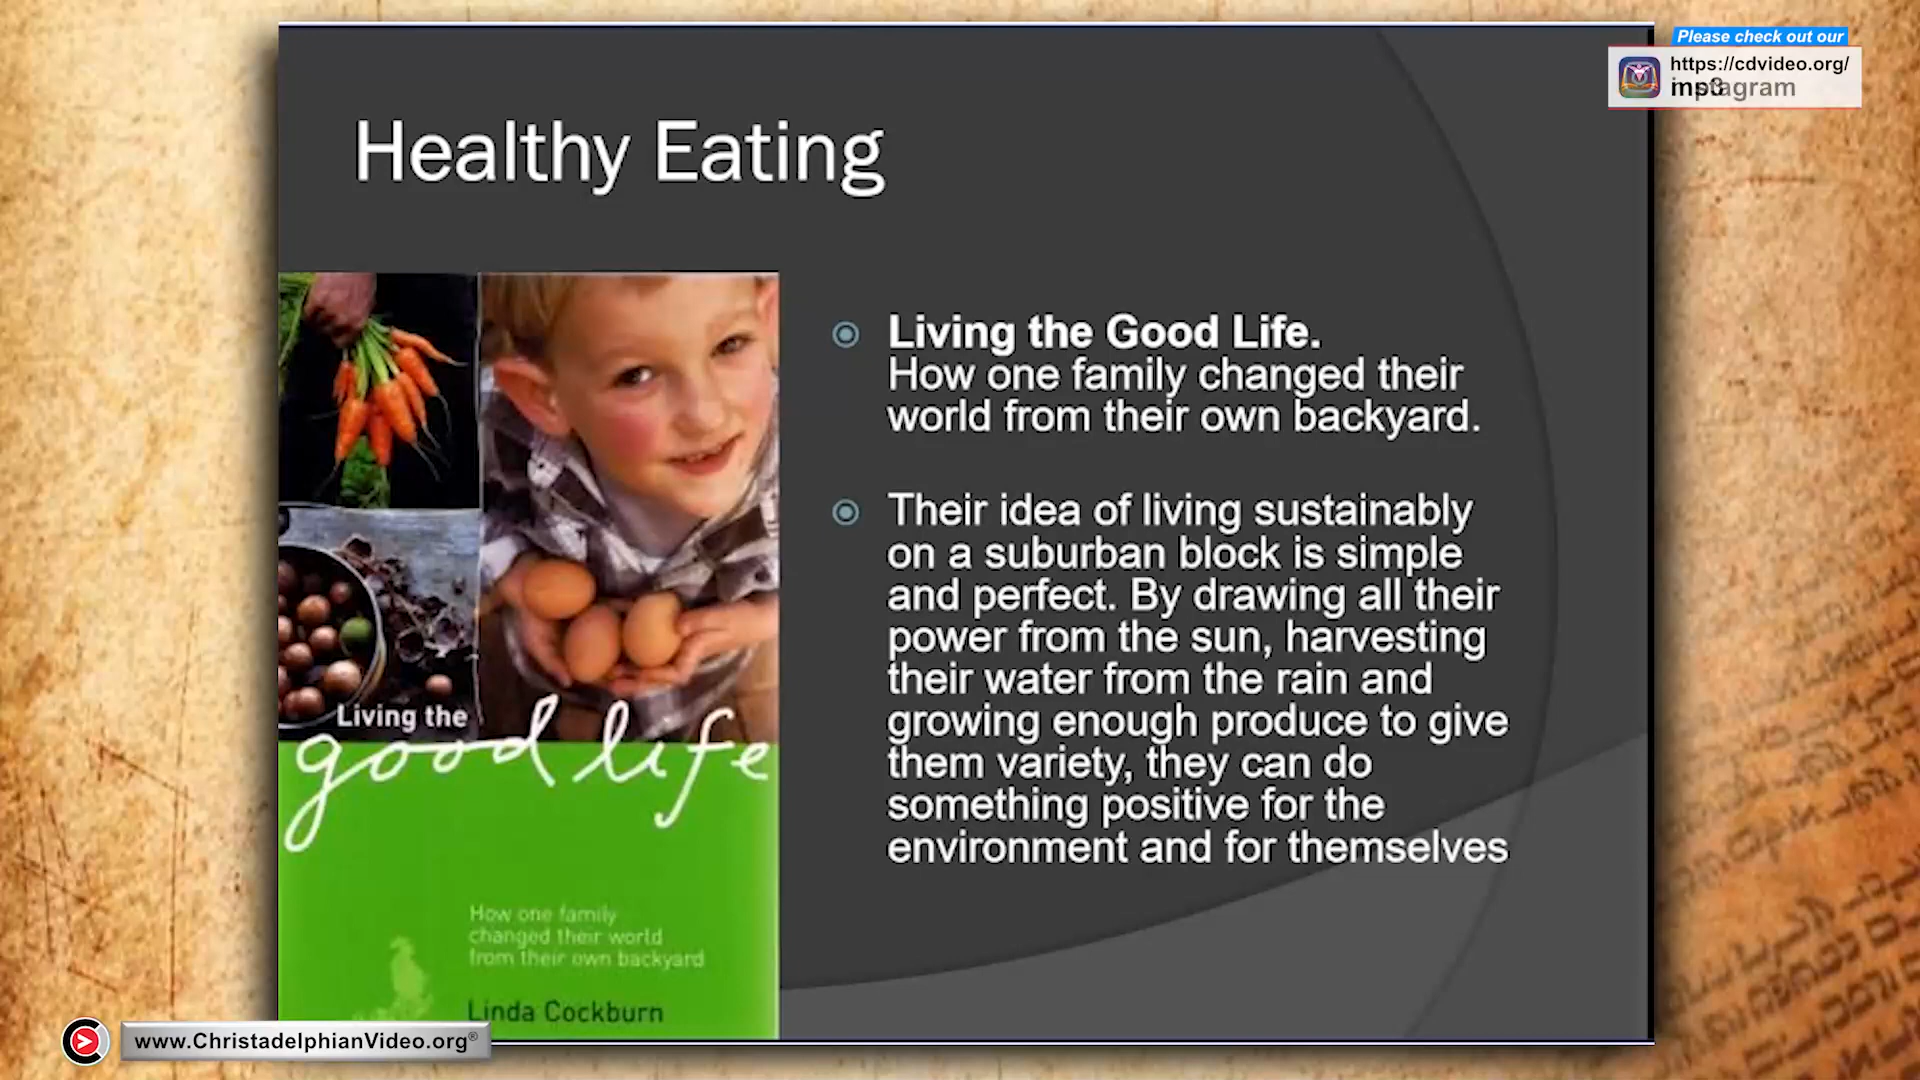 Please check out our
https://cdvideo.org/
Healthy Eating
Living the Good Life.
How one family changed their
world from their own backyard.
Their idea of living sustainably
on a suburban block is simple
and perfect. By drawing all their
power from the sun, harvesting
their water from the rain and
growing enough produce to give
them variety, they can do
something positive for the
environment and for themselves
Living the
good life
How one family
changed their world
from their own backyard
Linda Cockburn
www.ChristadelphianVideo.org®